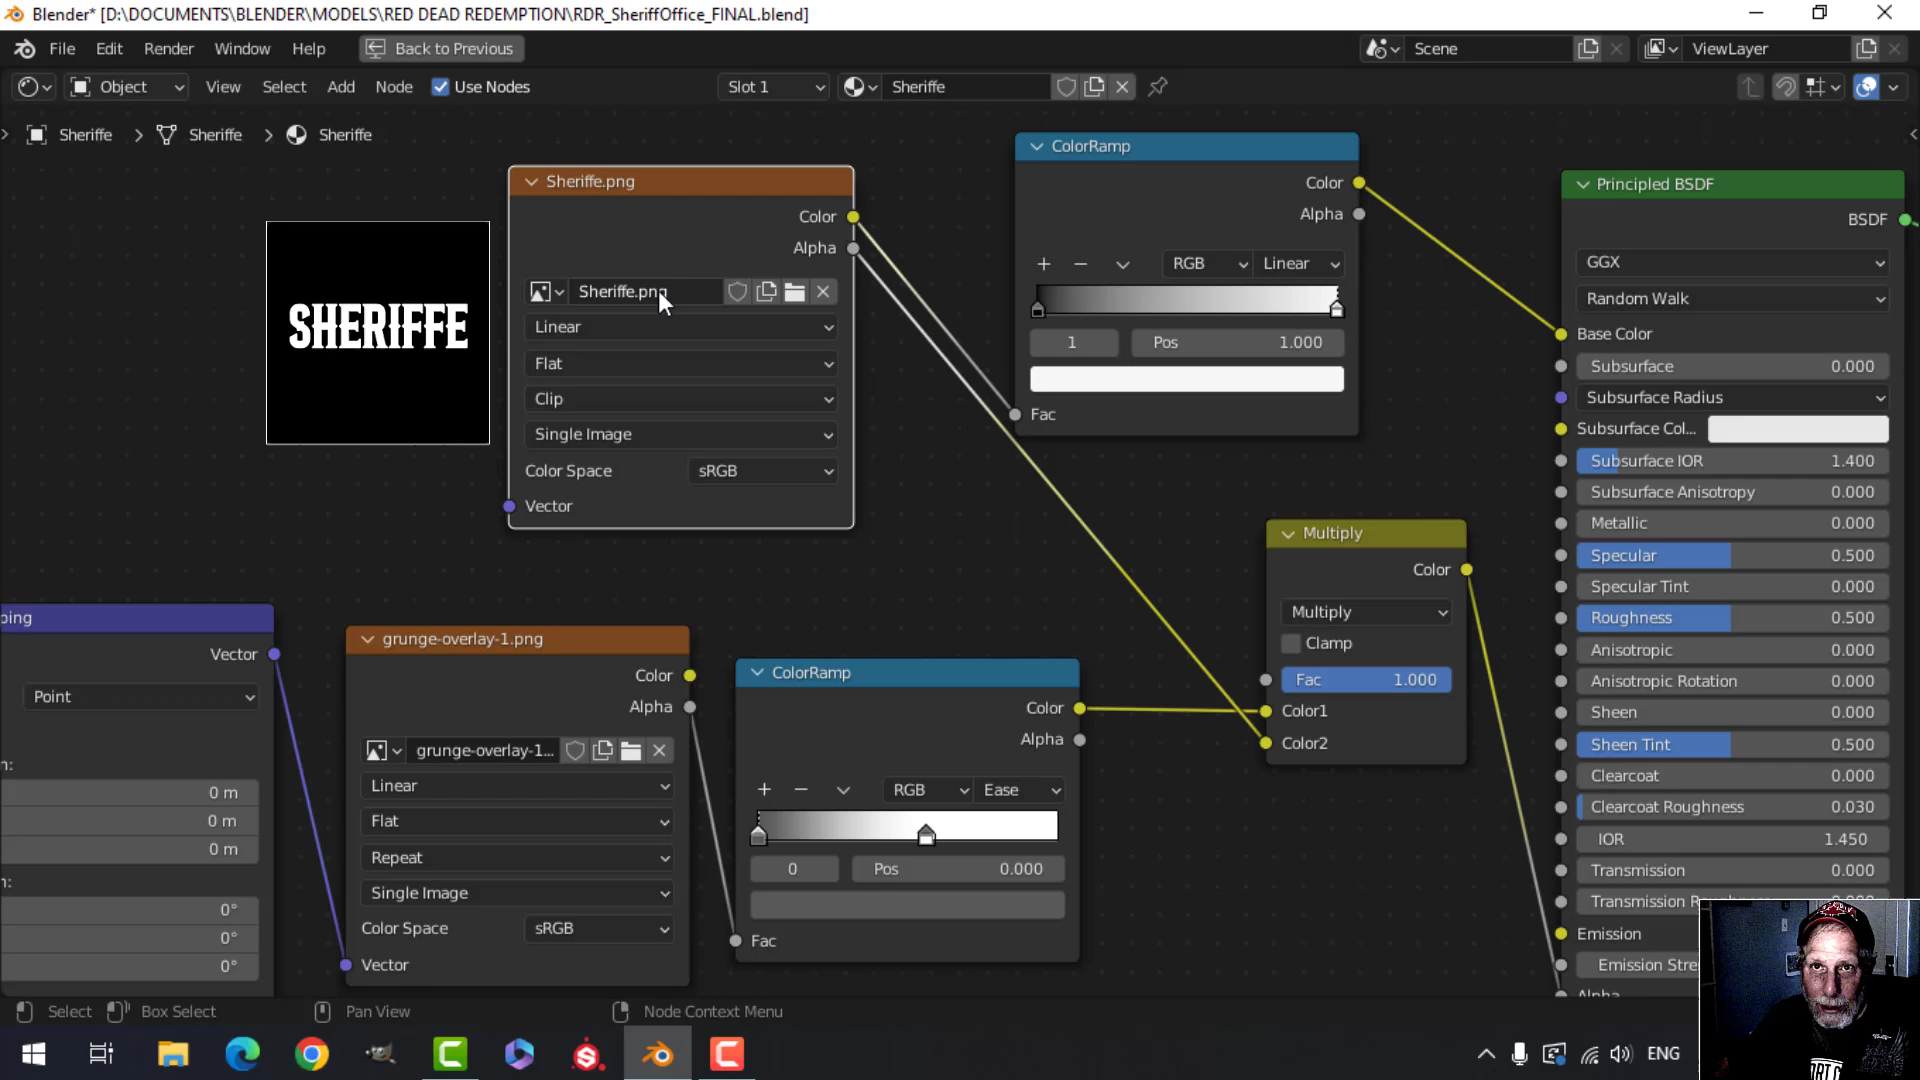 Blender* [D:\DOCUMENTS\BLENDER\MODELS\RED DEAD REDEMPTION\RDR_SheriffOffice_FINAL.blend]
File Edit Render Window Help Back to Previous Scene ViewLayer
Object View Select Add Node Use Nodes Slot 1 Sheriffe
Sheriffe > Sheriffe > Sheriffe
Sheriffe.png
Color
Alpha
Sheriffe.png
Linear
Flat
Clip
Single Image
Color Space sRGB
Vector
SHERIFFE
ColorRamp
Color
Alpha
RGB Linear
1 Pos 1.000
Fac
Multiply
Color
Multiply
Clamp
Fac 1.000
Color1
Color2
Vector
Point
0 m
0 m
0 m
0°
0°
0°
grunge-overlay-1.png
Color
Alpha
grunge-overlay-1...
Linear
Flat
Repeat
Single Image
Color Space sRGB
Vector
ColorRamp
Color
Alpha
RGB Ease
0 Pos 0.000
Fac
Principled BSDF
BSDF
GGX
Random Walk
Base Color
Subsurface 0.000
Subsurface Radius
Subsurface Col...
Subsurface IOR 1.400
Subsurface Anisotropy 0.000
Metallic 0.000
Specular 0.500
Specular Tint 0.000
Roughness 0.500
Anisotropic 0.000
Anisotropic Rotation 0.000
Sheen 0.000
Sheen Tint 0.500
Clearcoat 0.000
Clearcoat Roughness 0.030
IOR 1.450
Transmission 0.000
Emission
Select Box Select Pan View Node Context Menu
ENG